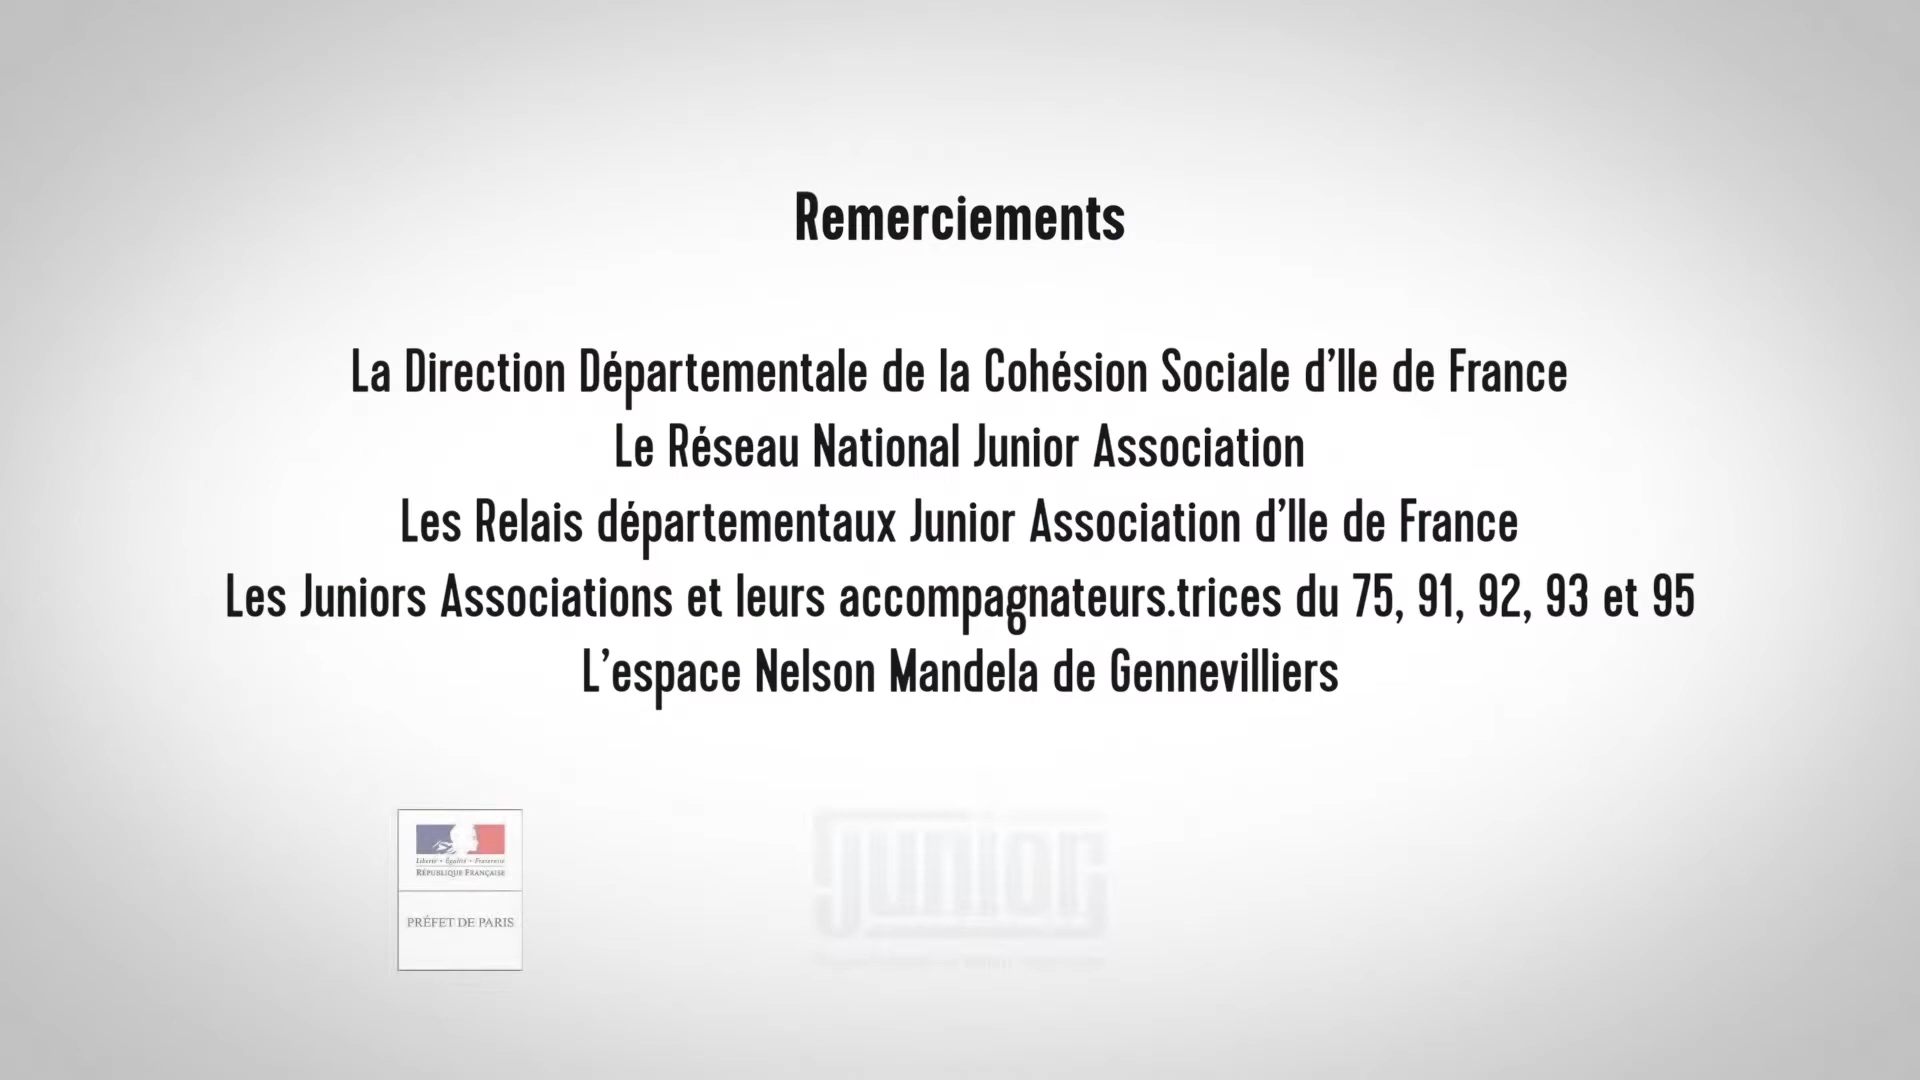 Remerciements
La Direction Départementale de la Cohésion Sociale d’Ile de France
Le Réseau National Junior Association
Les Relais départementaux Junior Association d’Ile de France
Les Juniors Associations et leurs accompagnateurs.trices du 75, 91, 92, 93 et 95
L’espace Nelson Mandela de Gennevilliers
Liberté • Égalité • Fraternité
RÉPUBLIQUE FRANÇAISE
PRÉFET DE PARIS
Junior